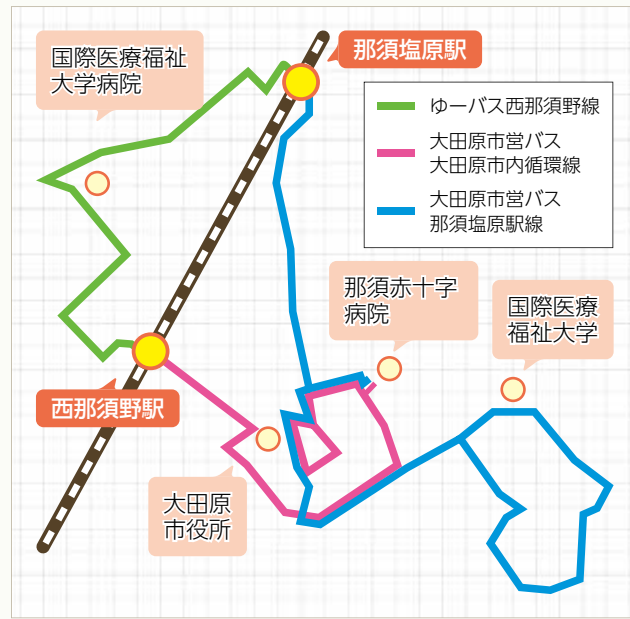 国際医療福祉
大学病院
那須塩原駅
ゆーバス西那須野線
大田原市営バス
大田原市内循環線
大田原市営バス
那須塩原駅線
那須赤十字
病院
国際医療
福祉大学
西那須野駅
大田原
市役所